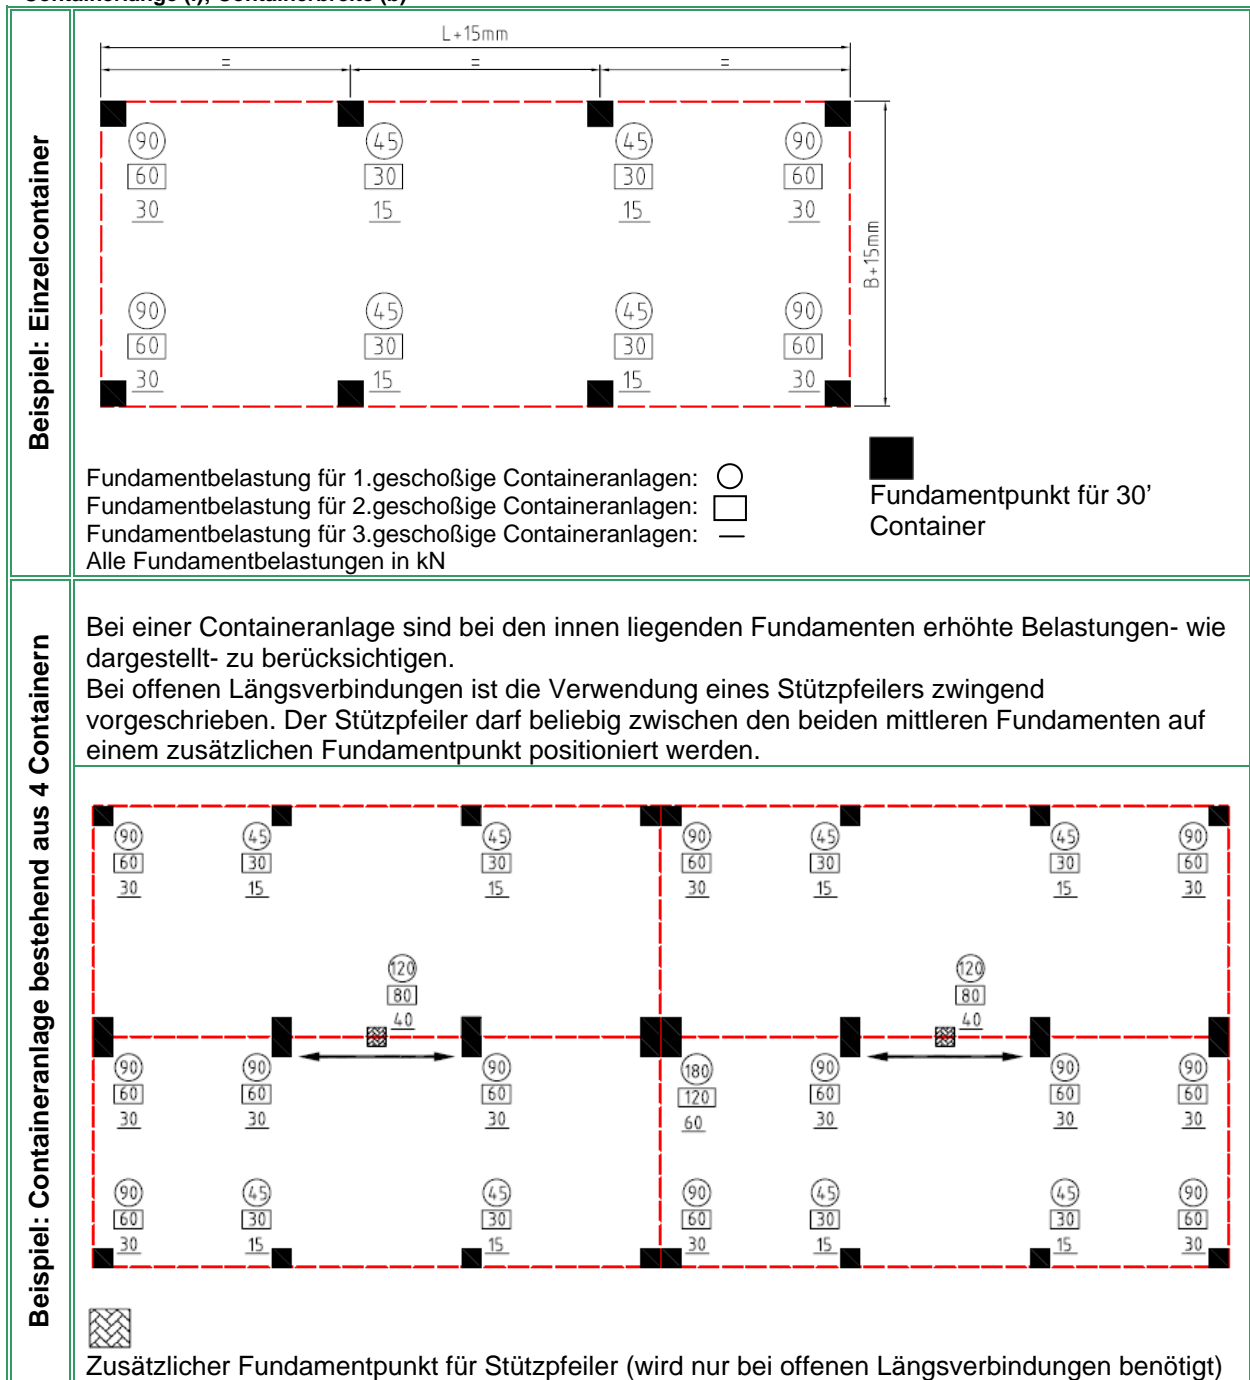 Containerlänge (l), Containerbreite (b)
Beispiel: Einzelcontainer
L+15mm
= = =
90 45 45 90
60 30 30 60
30 15 15 30
B+15mm
90 45 45 90
60 30 30 60
30 15 15 30
Fundamentbelastung für 1.geschoßige Containeranlagen:
Fundamentbelastung für 2.geschoßige Containeranlagen:
Fundamentbelastung für 3.geschoßige Containeranlagen:
Alle Fundamentbelastungen in kN
Fundamentpunkt für 30’
Container
Beispiel: Containeranlage bestehend aus 4 Containern
Bei einer Containeranlage sind bei den innen liegenden Fundamenten erhöhte Belastungen- wie
dargestellt- zu berücksichtigen.
Bei offenen Längsverbindungen ist die Verwendung eines Stützpfeilers zwingend
vorgeschrieben. Der Stützpfeiler darf beliebig zwischen den beiden mittleren Fundamenten auf
einem zusätzlichen Fundamentpunkt positioniert werden.
90 45 45 90 45 45 90
60 30 30 60 30 30 60
30 15 15 30 15 15 30
120 120
80 80
40 40
90 90 90 180 90 90 90
60 60 60 120 60 60 60
30 30 30 60 30 30 30
90 45 45 90 45 45 90
60 30 30 60 30 30 60
30 15 15 30 15 15 30
Zusätzlicher Fundamentpunkt für Stützpfeiler (wird nur bei offenen Längsverbindungen benötigt)